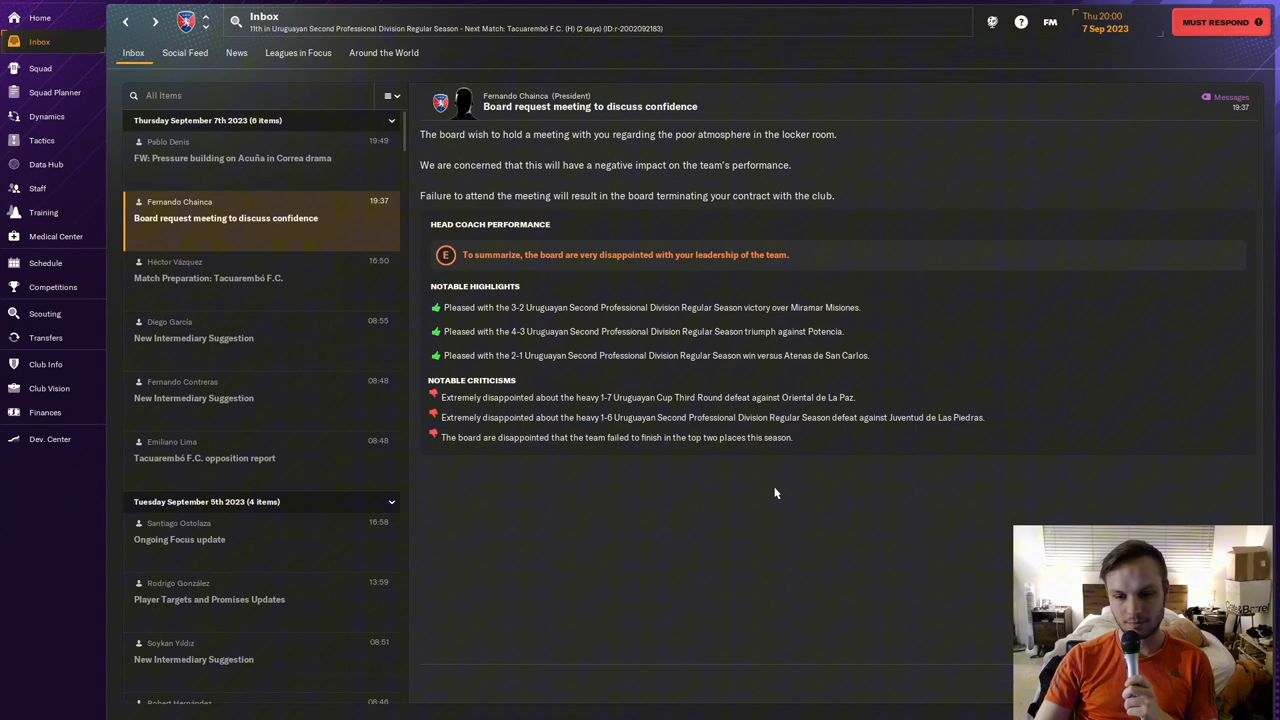 Home
Inbox
Squad
Squad Planner
Dynamics
Tactics
Data Hub
Staff
Training
Medical Center
Schedule
Competitions
Scouting
Transfers
Club Info
Club Vision
Finances
Dev. Center
Inbox
11th in Uruguayan Second Professional Division Regular Season - Next Match: Tacuarembó F.C. (H) (2 days) (ID:r-2002092183)
FM
Thu 20:00
7 Sep 2023
MUST RESPOND
Inbox Social Feed News Leagues in Focus Around the World
All Items
Thursday September 7th 2023 (6 items)
Pablo Denis 19:49
FW: Pressure building on Acuña in Correa drama
Fernando Chainca 19:37
Board request meeting to discuss confidence
Héctor Vázquez 16:50
Match Preparation: Tacuarembó F.C.
Diego García 08:55
New Intermediary Suggestion
Fernando Contreras 08:48
New Intermediary Suggestion
Emiliano Lima 08:48
Tacuarembó F.C. opposition report
Tuesday September 5th 2023 (4 items)
Santiago Ostolaza 16:58
Ongoing Focus update
Rodrigo González 13:59
Player Targets and Promises Updates
Soykan Yıldız 08:51
New Intermediary Suggestion
Robert Hernández 08:46
Fernando Chainca (President)
Board request meeting to discuss confidence
Messages
19:37
The board wish to hold a meeting with you regarding the poor atmosphere in the locker room.
We are concerned that this will have a negative impact on the team's performance.
Failure to attend the meeting will result in the board terminating your contract with the club.
HEAD COACH PERFORMANCE
E To summarize, the board are very disappointed with your leadership of the team.
NOTABLE HIGHLIGHTS
Pleased with the 3-2 Uruguayan Second Professional Division Regular Season victory over Miramar Misiones.
Pleased with the 4-3 Uruguayan Second Professional Division Regular Season triumph against Potencia.
Pleased with the 2-1 Uruguayan Second Professional Division Regular Season win versus Atenas de San Carlos.
NOTABLE CRITICISMS
Extremely disappointed about the heavy 1-7 Uruguayan Cup Third Round defeat against Oriental de La Paz.
Extremely disappointed about the heavy 1-6 Uruguayan Second Professional Division Regular Season defeat against Juventud de Las Piedras.
The board are disappointed that the team failed to finish in the top two places this season.